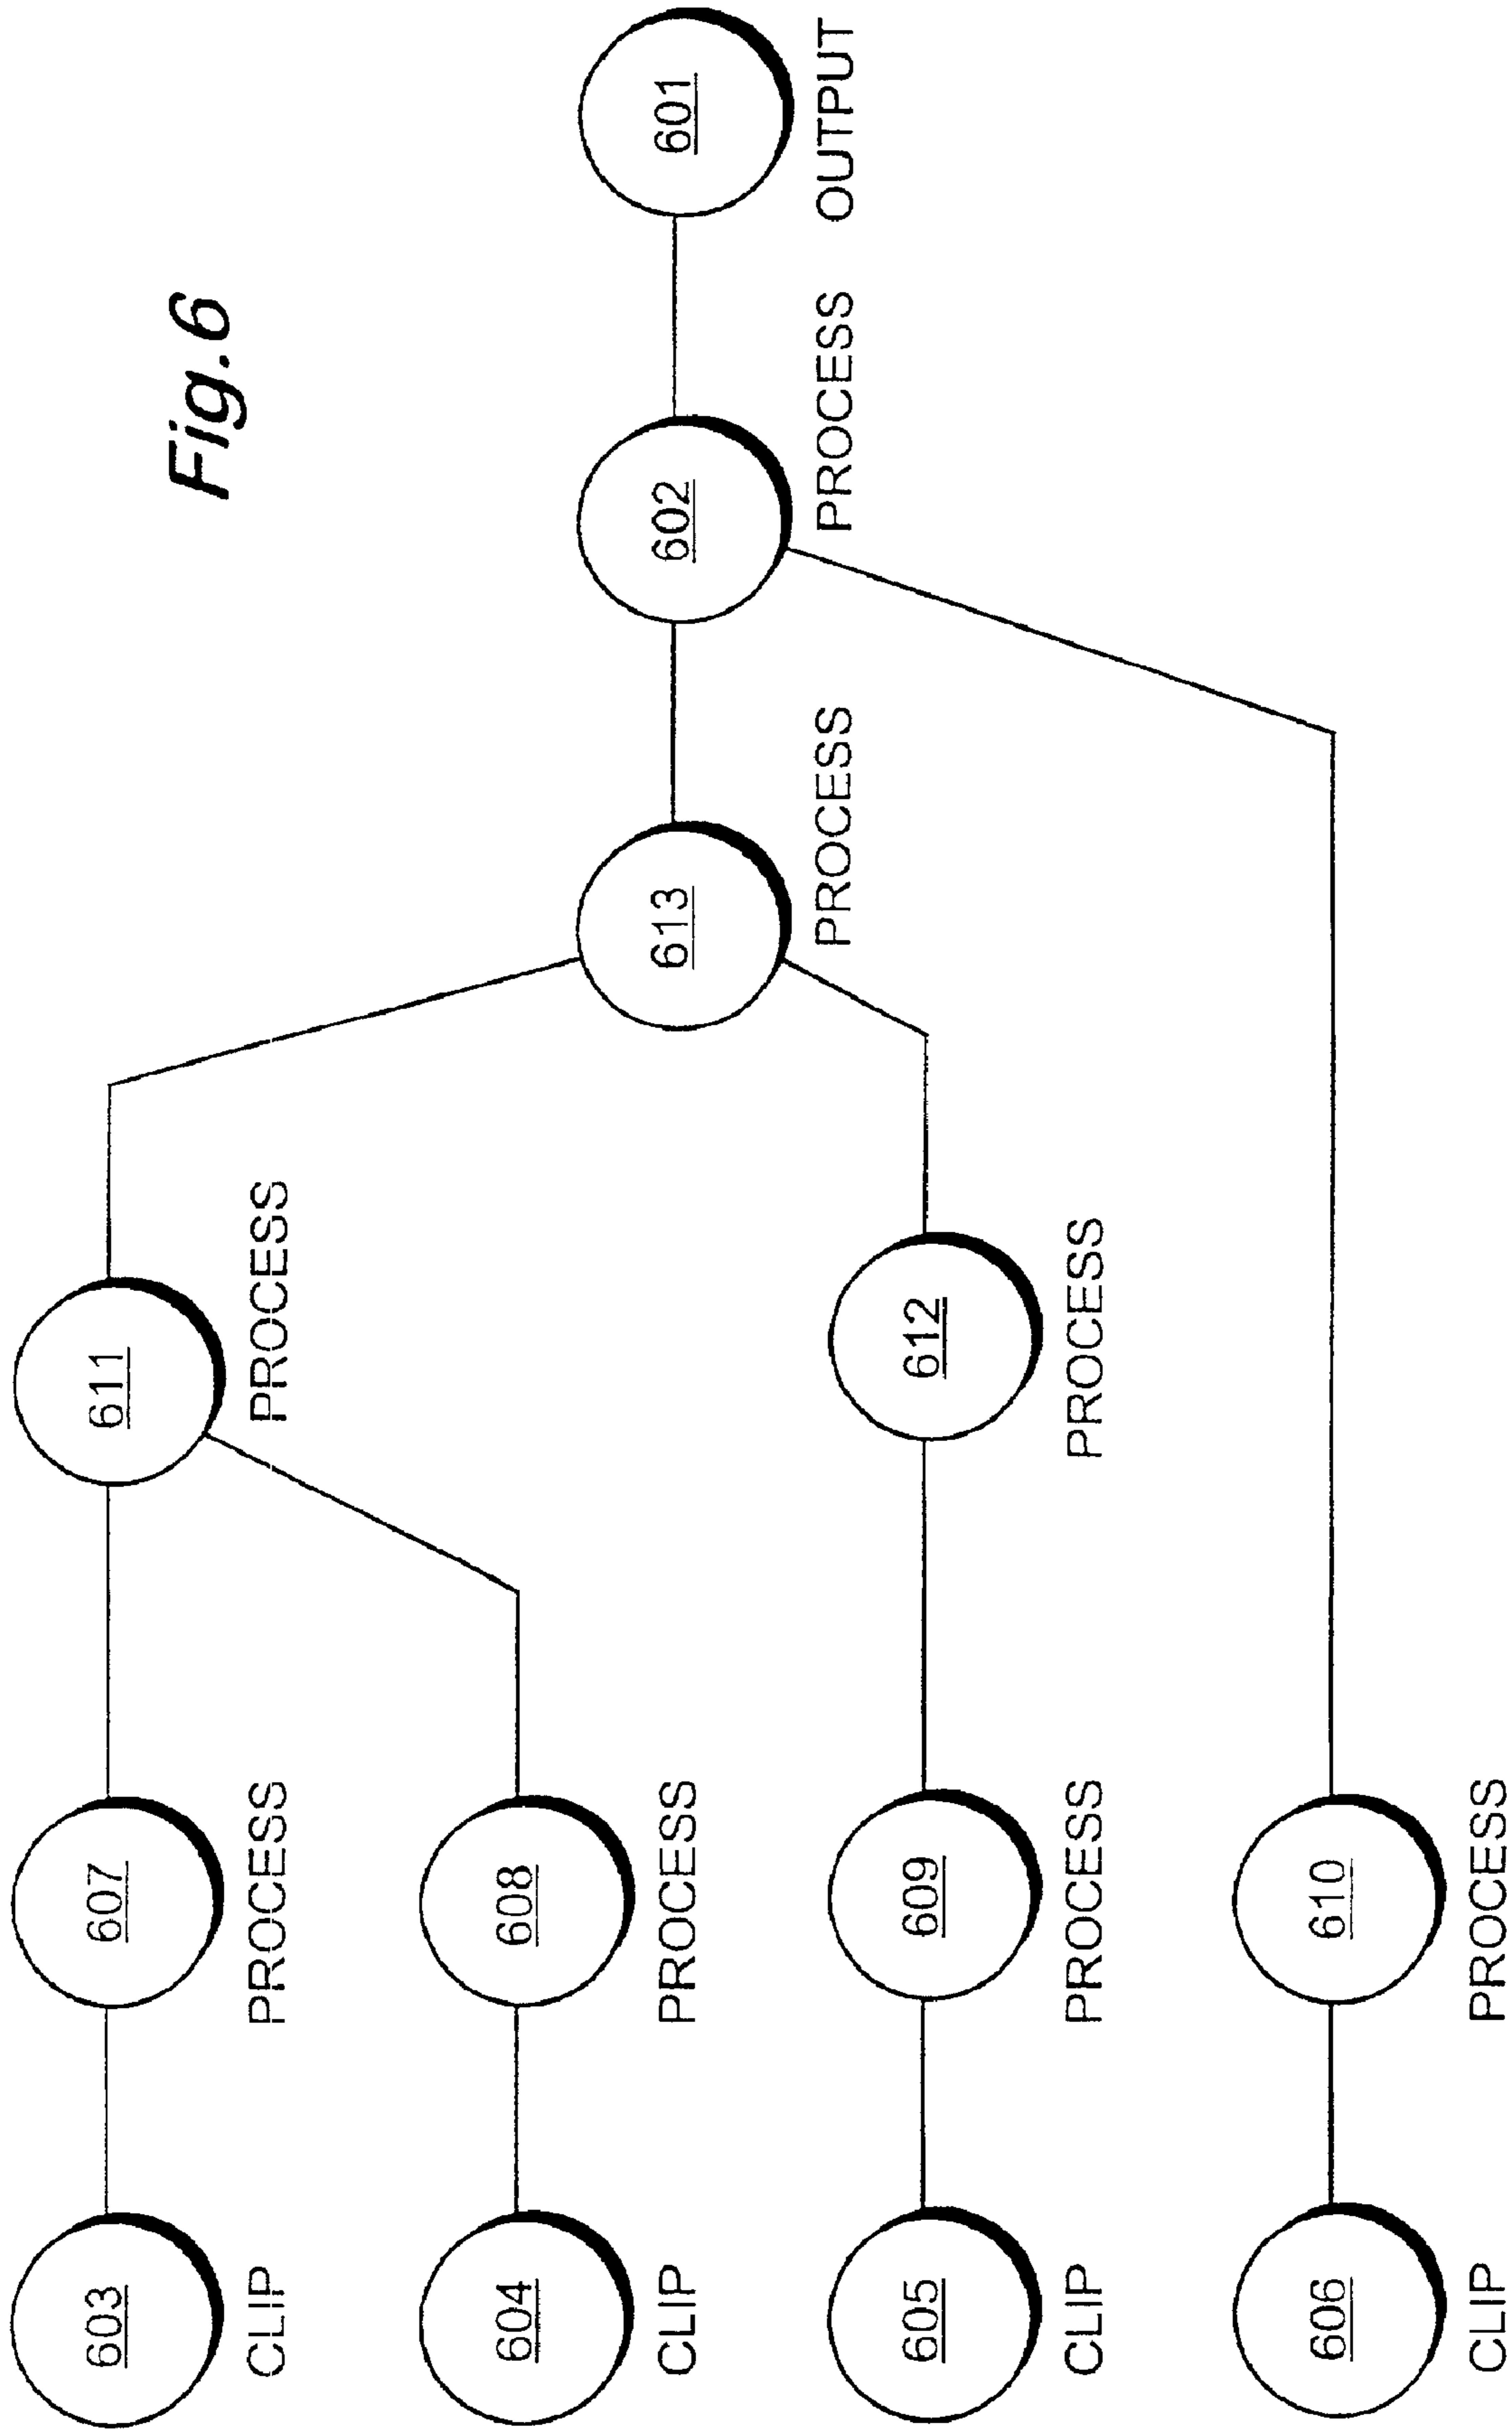 Fig.6
603
CLIP
607
PROCESS
611
PROCESS
604
CLIP
608
PROCESS
613
PROCESS
602
PROCESS
601
OUTPUT
605
CLIP
609
PROCESS
612
PROCESS
606
CLIP
610
PROCESS